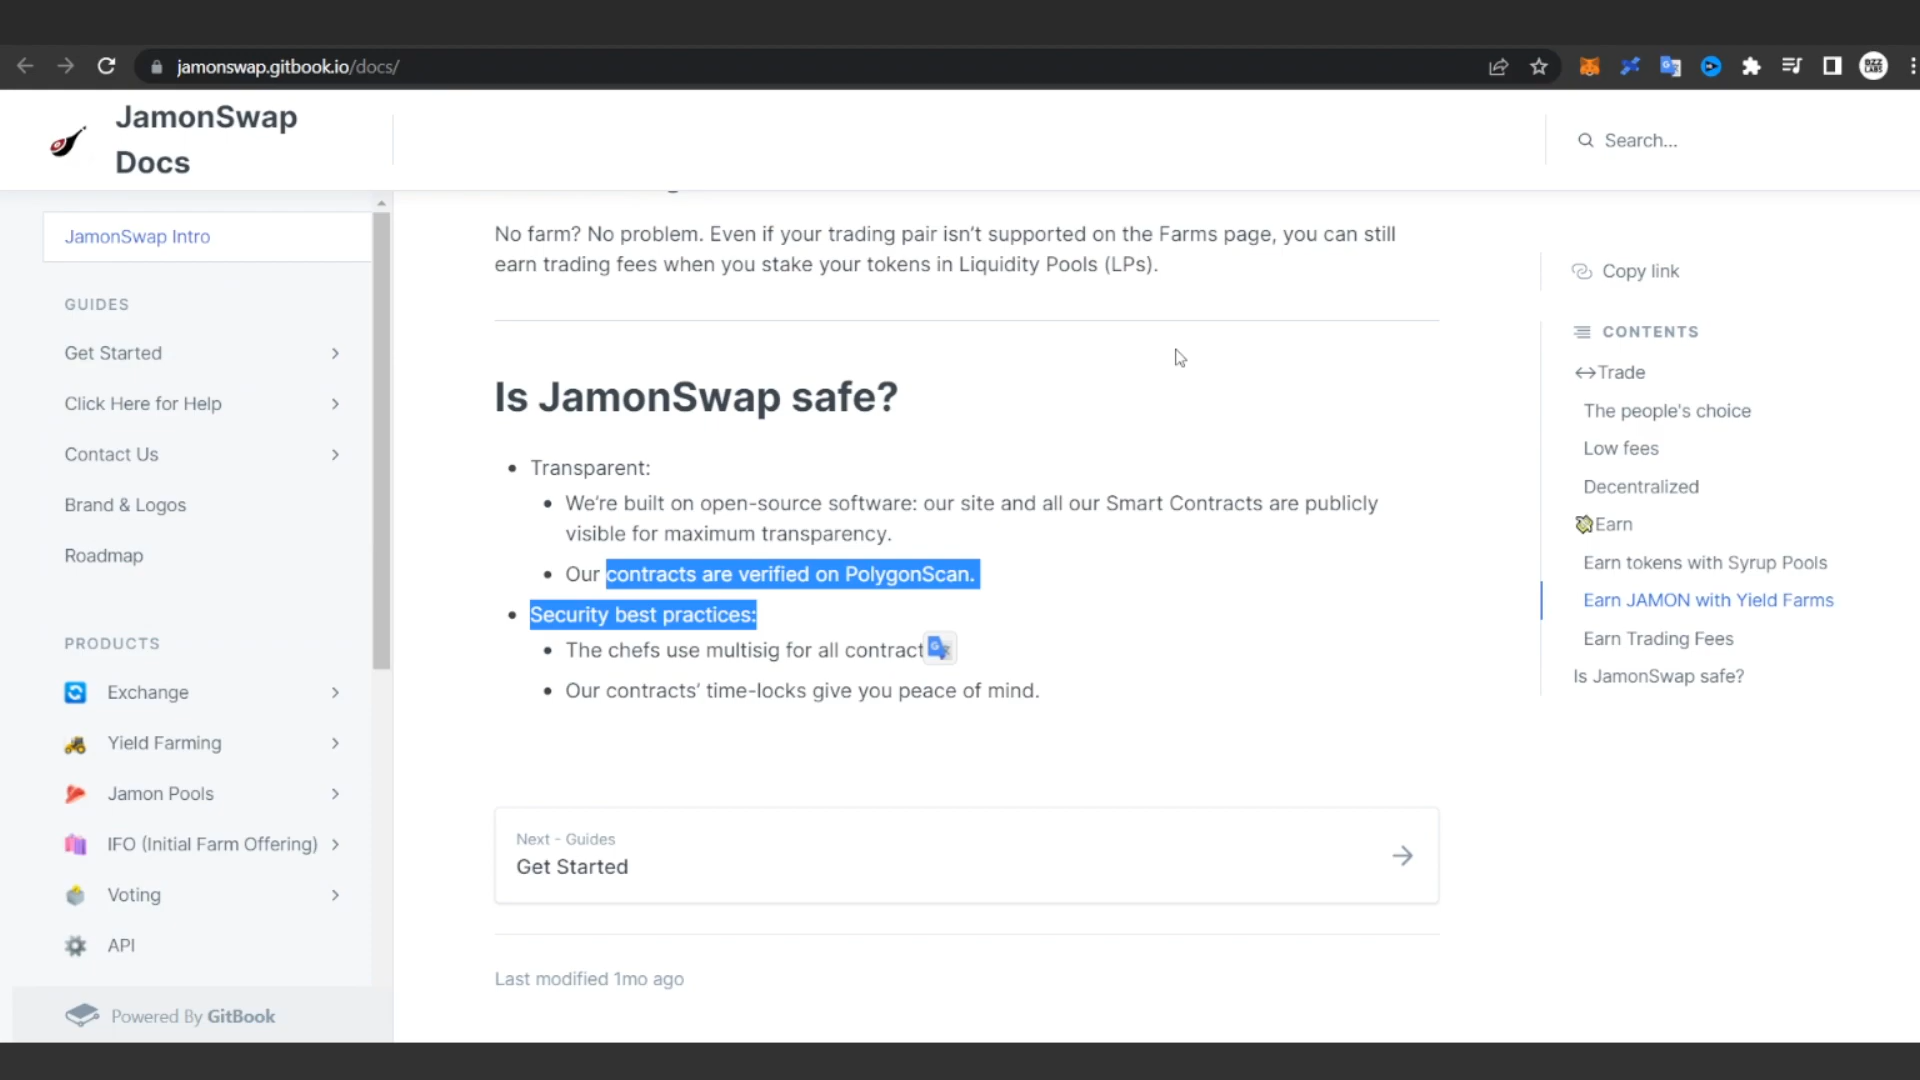 jamonswap.gitbook.io/docs/
BZZ
LABS
JamonSwap
Docs
Search...
JamonSwap Intro
GUIDES
Get Started
Click Here for Help
Contact Us
Brand & Logos
Roadmap
PRODUCTS
Exchange
Yield Farming
Jamon Pools
IFO (Initial Farm Offering)
Voting
API
Powered By GitBook
No farm? No problem. Even if your trading pair isn't supported on the Farms page, you can still
earn trading fees when you stake your tokens in Liquidity Pools (LPs).
Is JamonSwap safe?
Transparent:
We're built on open-source software: our site and all our Smart Contracts are publicly
visible for maximum transparency.
Our contracts are verified on PolygonScan.
Security best practices:
The chefs use multisig for all contract
Our contracts' time-locks give you peace of mind.
Next - Guides
Get Started
Last modified 1mo ago
Copy link
CONTENTS
↔Trade
The people's choice
Low fees
Decentralized
Earn
Earn tokens with Syrup Pools
Earn JAMON with Yield Farms
Earn Trading Fees
Is JamonSwap safe?